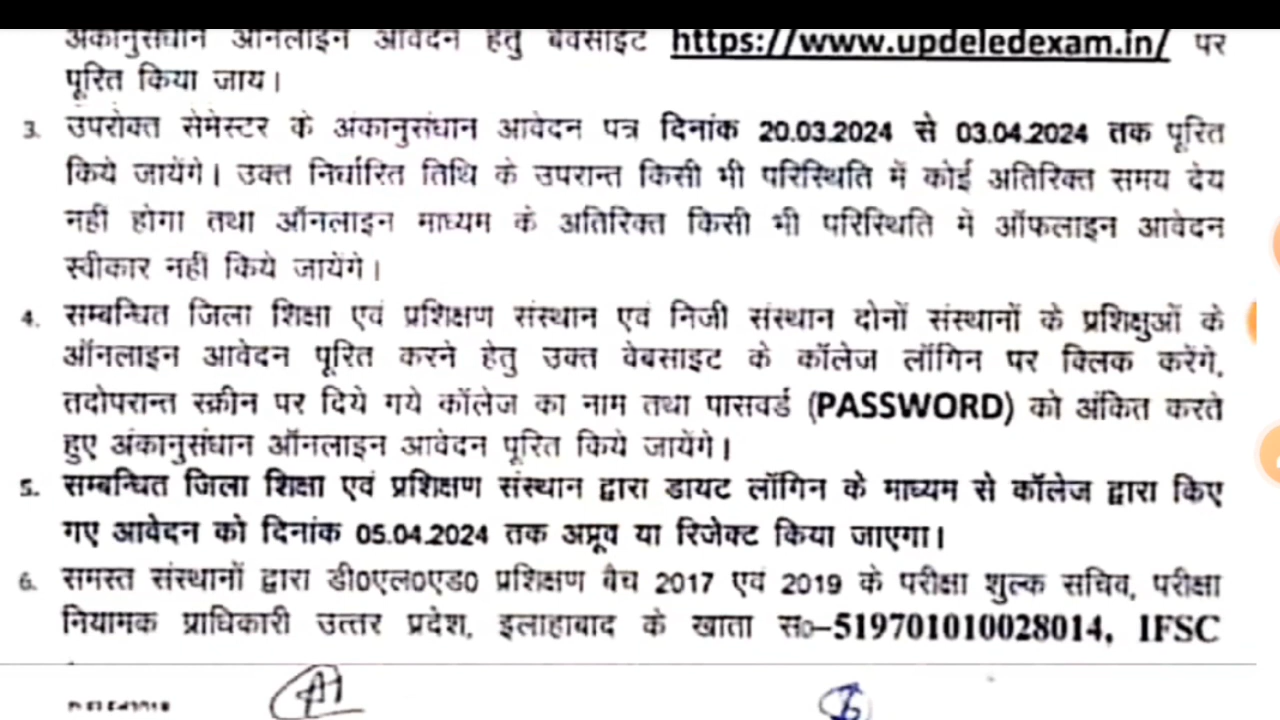 अंकानुसंधान ऑनलाइन आवेदन हेतु बेवसाइट https://www.updeledexam.in/ पर
पूरित किया जाय।
3. उपरोक्त सेमेस्टर के अंकानुसंधान आवेदन पत्र दिनांक 20.03.2024 से 03.04.2024 तक पूरित
किये जायेंगे। उक्त निर्धारित तिथि के उपरान्त किसी भी परिस्थिति में कोई अतिरिक्त समय देय
नहीं होगा तथा ऑनलाइन माध्यम के अतिरिक्त किसी भी परिस्थिति में ऑफलाइन आवेदन
स्वीकार नहीं किये जायेंगे।
4. सम्बन्धित जिला शिक्षा एवं प्रशिक्षण संस्थान एवं निजी संस्थान दोनों संस्थानों के प्रशिक्षुओं के
ऑनलाइन आवेदन पूरित करने हेतु उक्त वेबसाइट के कॉलेज लॉगिन पर क्लिक करेंगे,
तदोपरान्त स्क्रीन पर दिये गये कॉलेज का नाम तथा पासवर्ड (PASSWORD) को अंकित करते
हुए अंकानुसंधान ऑनलाइन आवेदन पूरित किये जायेंगे।
5. सम्बन्धित जिला शिक्षा एवं प्रशिक्षण संस्थान द्वारा डायट लॉगिन के माध्यम से कॉलेज द्वारा किए
गए आवेदन को दिनांक 05.04.2024 तक अप्रूव या रिजेक्ट किया जाएगा।
6. समस्त संस्थानों द्वारा डी0एल0एड0 प्रशिक्षण बैच 2017 एवं 2019 के परीक्षा शुल्क सचिव, परीक्षा
नियामक प्राधिकारी उत्तर प्रदेश, इलाहाबाद के खाता सं०–519701010028014, IFSC